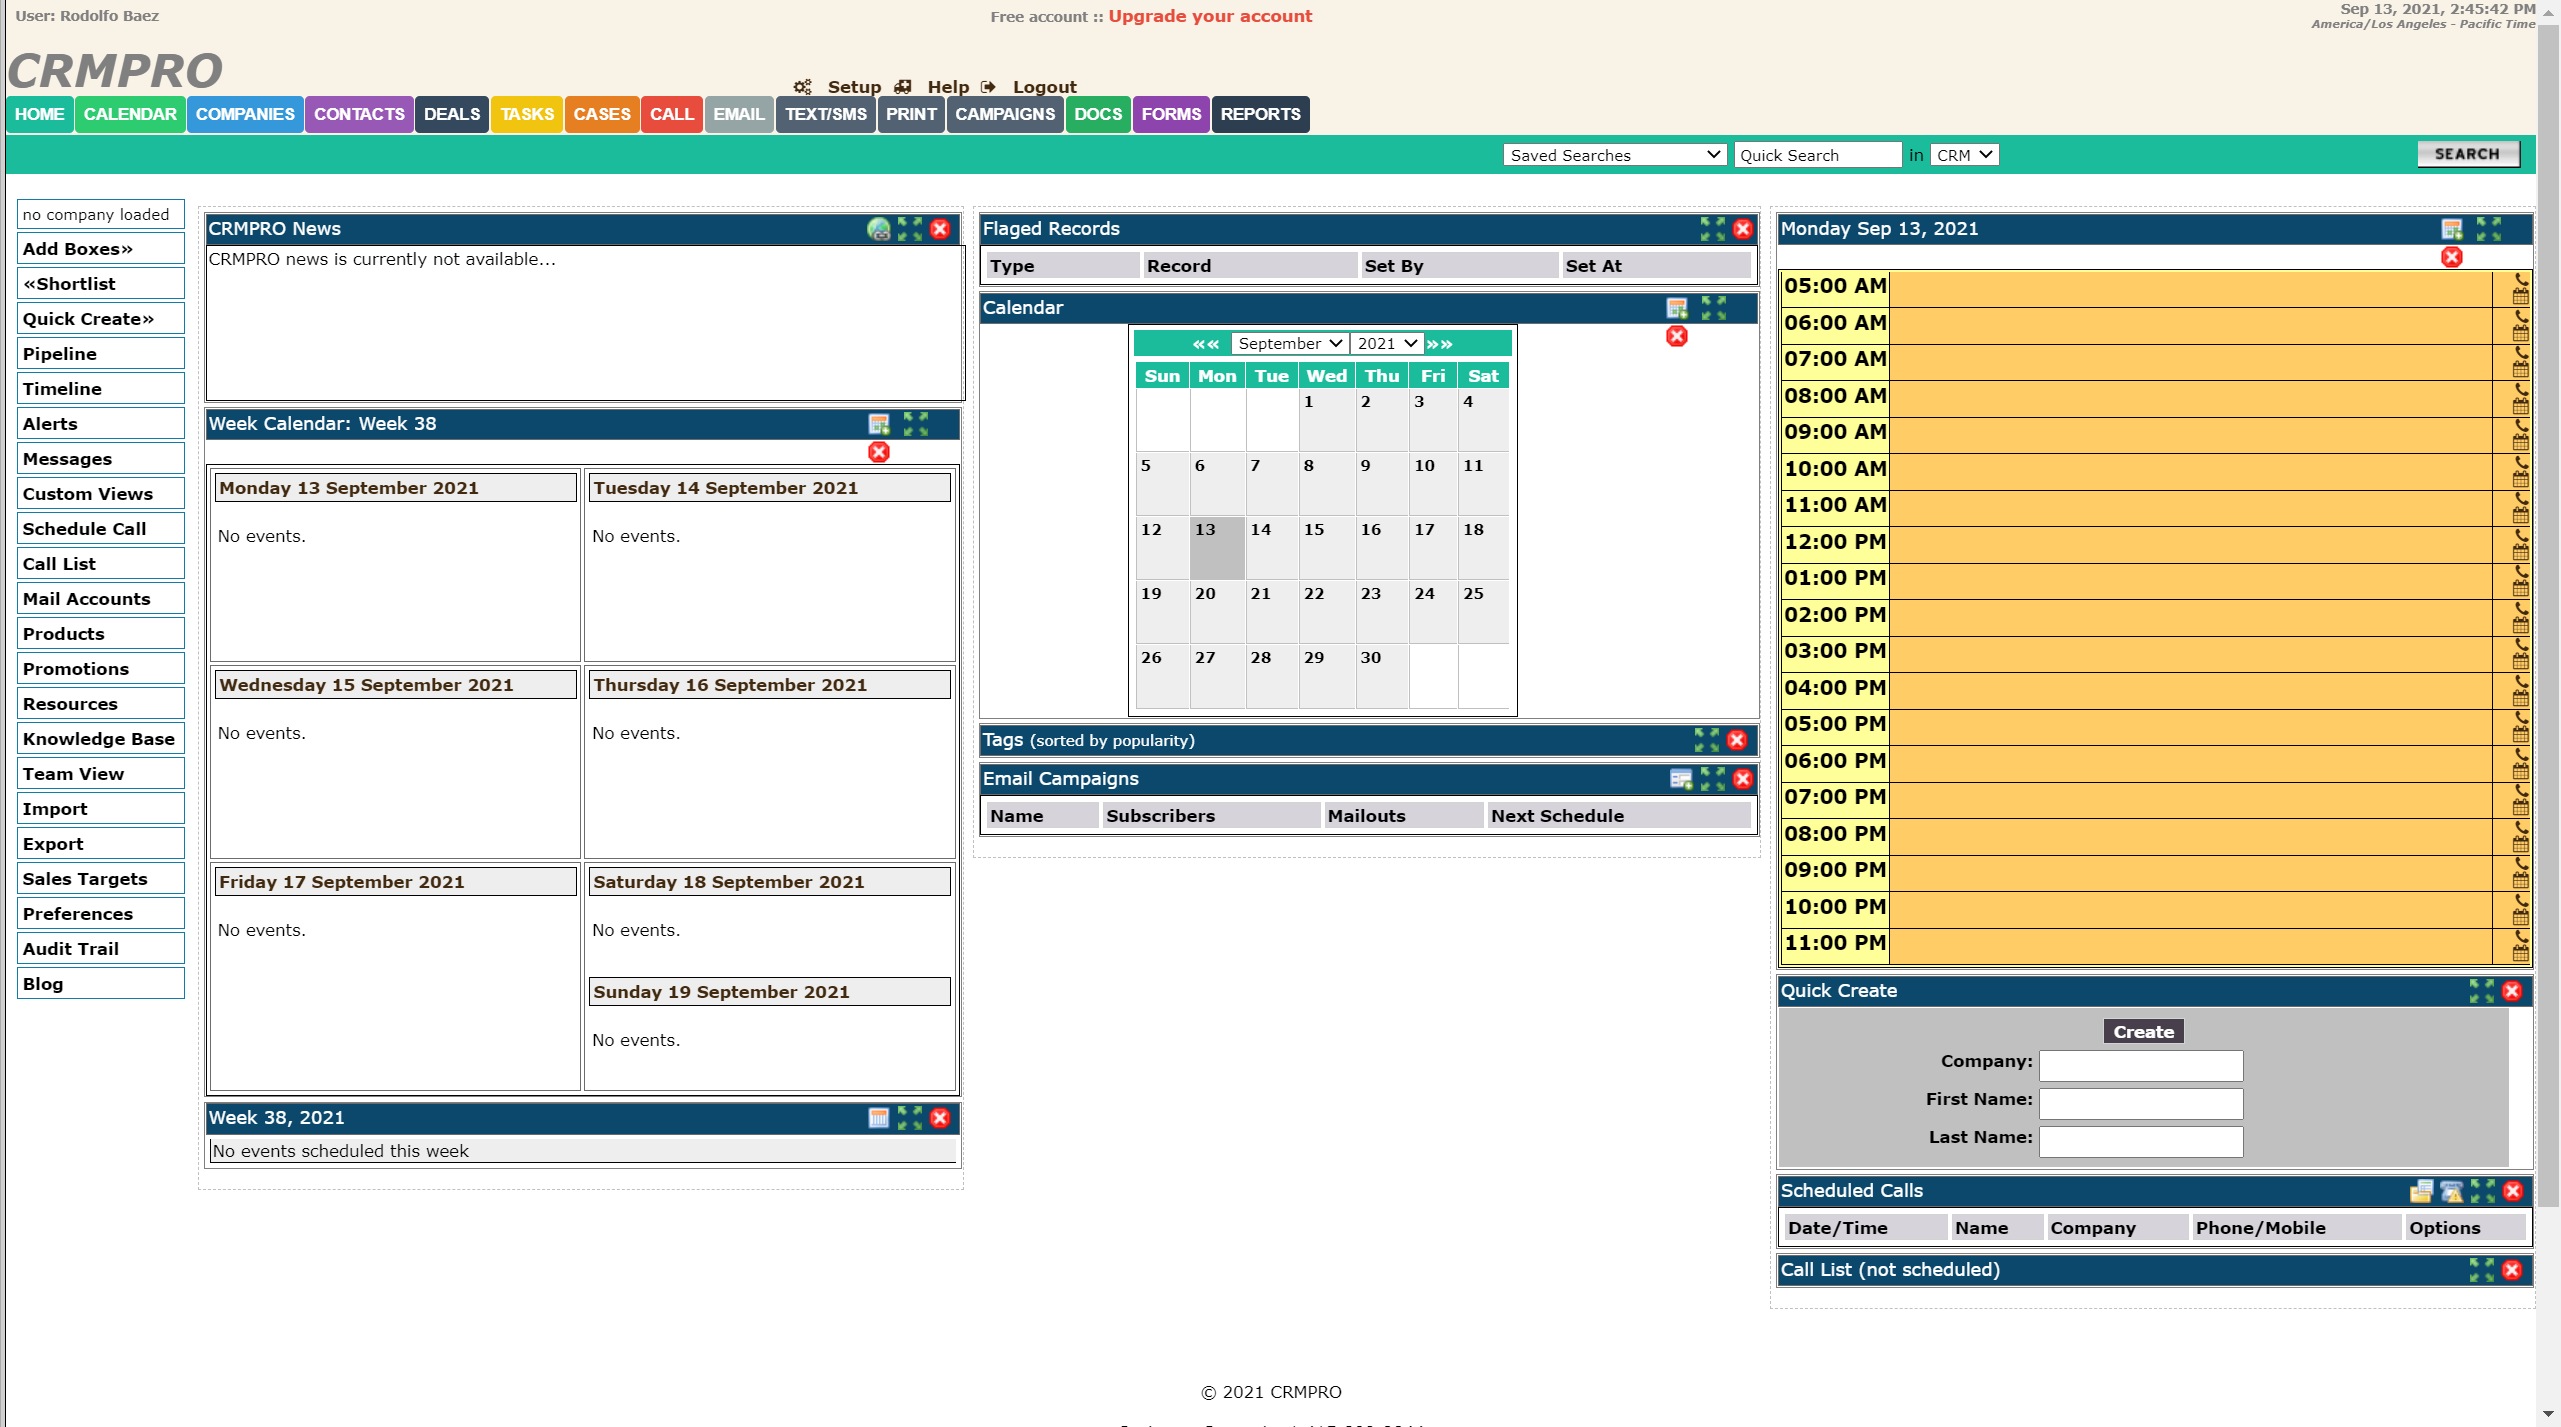 User: Rodolfo Baez
Free account :: Upgrade your account
Sep 13, 2021, 2:45:42 PM
America/Los Angeles - Pacific Time
CRMPRO
Setup Help Logout
HOME CALENDAR COMPANIES CONTACTS DEALS TASKS CASES CALL EMAIL TEXT/SMS PRINT CAMPAIGNS DOCS FORMS REPORTS
Saved Searches Quick Search in CRM SEARCH
no company loaded
Add Boxes»
«Shortlist
Quick Create»
Pipeline
Timeline
Alerts
Messages
Custom Views
Schedule Call
Call List
Mail Accounts
Products
Promotions
Resources
Knowledge Base
Team View
Import
Export
Sales Targets
Preferences
Audit Trail
Blog
CRMPRO News
CRMPRO news is currently not available...
Week Calendar: Week 38
Monday 13 September 2021
No events.
Tuesday 14 September 2021
No events.
Wednesday 15 September 2021
No events.
Thursday 16 September 2021
No events.
Friday 17 September 2021
No events.
Saturday 18 September 2021
No events.
Sunday 19 September 2021
No events.
Week 38, 2021
No events scheduled this week
Flaged Records
Type Record Set By Set At
Calendar
«« September 2021 »»
Sun Mon Tue Wed Thu Fri Sat
1 2 3 4
5 6 7 8 9 10 11
12 13 14 15 16 17 18
19 20 21 22 23 24 25
26 27 28 29 30
Tags (sorted by popularity)
Email Campaigns
Name Subscribers Mailouts Next Schedule
Monday Sep 13, 2021
05:00 AM
06:00 AM
07:00 AM
08:00 AM
09:00 AM
10:00 AM
11:00 AM
12:00 PM
01:00 PM
02:00 PM
03:00 PM
04:00 PM
05:00 PM
06:00 PM
07:00 PM
08:00 PM
09:00 PM
10:00 PM
11:00 PM
Quick Create
Create
Company:
First Name:
Last Name:
Scheduled Calls
Date/Time Name Company Phone/Mobile Options
Call List (not scheduled)
© 2021 CRMPRO